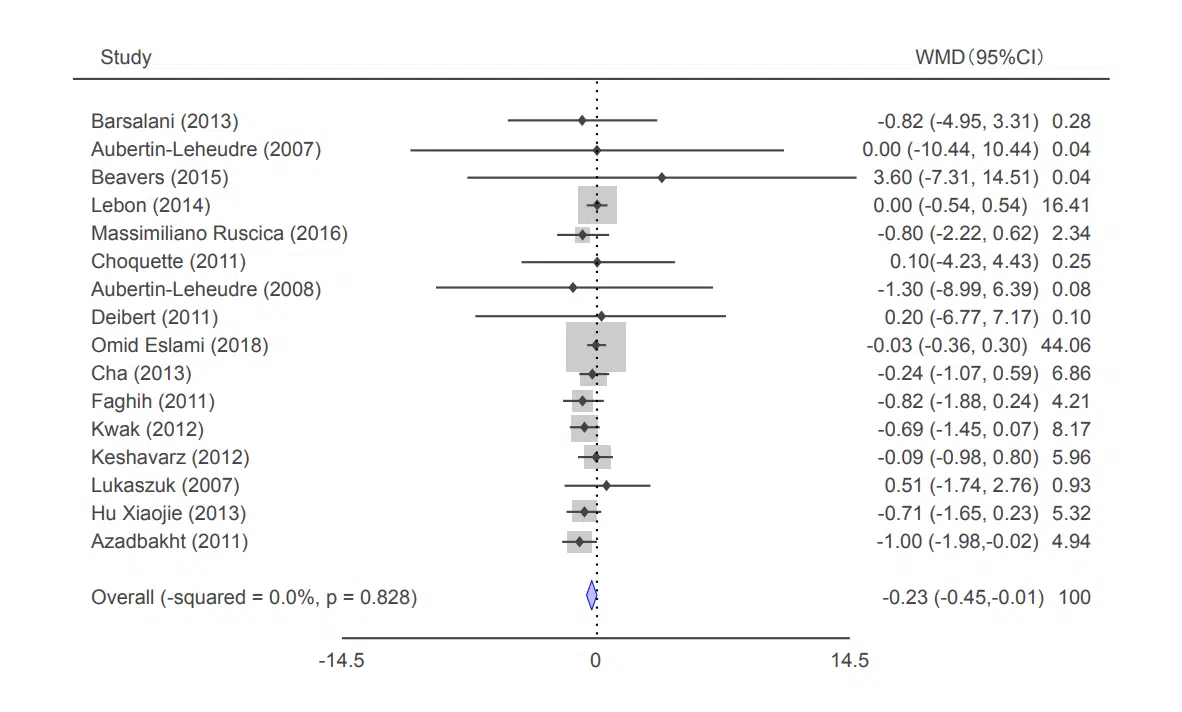 Study WMD（95%CI）
Barsalani (2013) -0.82 (-4.95, 3.31) 0.28
Aubertin-Leheudre (2007) 0.00 (-10.44, 10.44) 0.04
Beavers (2015) 3.60 (-7.31, 14.51) 0.04
Lebon (2014) 0.00 (-0.54, 0.54) 16.41
Massimiliano Ruscica (2016) -0.80 (-2.22, 0.62) 2.34
Choquette (2011) 0.10(-4.23, 4.43) 0.25
Aubertin-Leheudre (2008) -1.30 (-8.99, 6.39) 0.08
Deibert (2011) 0.20 (-6.77, 7.17) 0.10
Omid Eslami (2018) -0.03 (-0.36, 0.30) 44.06
Cha (2013) -0.24 (-1.07, 0.59) 6.86
Faghih (2011) -0.82 (-1.88, 0.24) 4.21
Kwak (2012) -0.69 (-1.45, 0.07) 8.17
Keshavarz (2012) -0.09 (-0.98, 0.80) 5.96
Lukaszuk (2007) 0.51 (-1.74, 2.76) 0.93
Hu Xiaojie (2013) -0.71 (-1.65, 0.23) 5.32
Azadbakht (2011) -1.00 (-1.98,-0.02) 4.94
Overall (-squared = 0.0%, p = 0.828) -0.23 (-0.45,-0.01) 100
-14.5 0 14.5